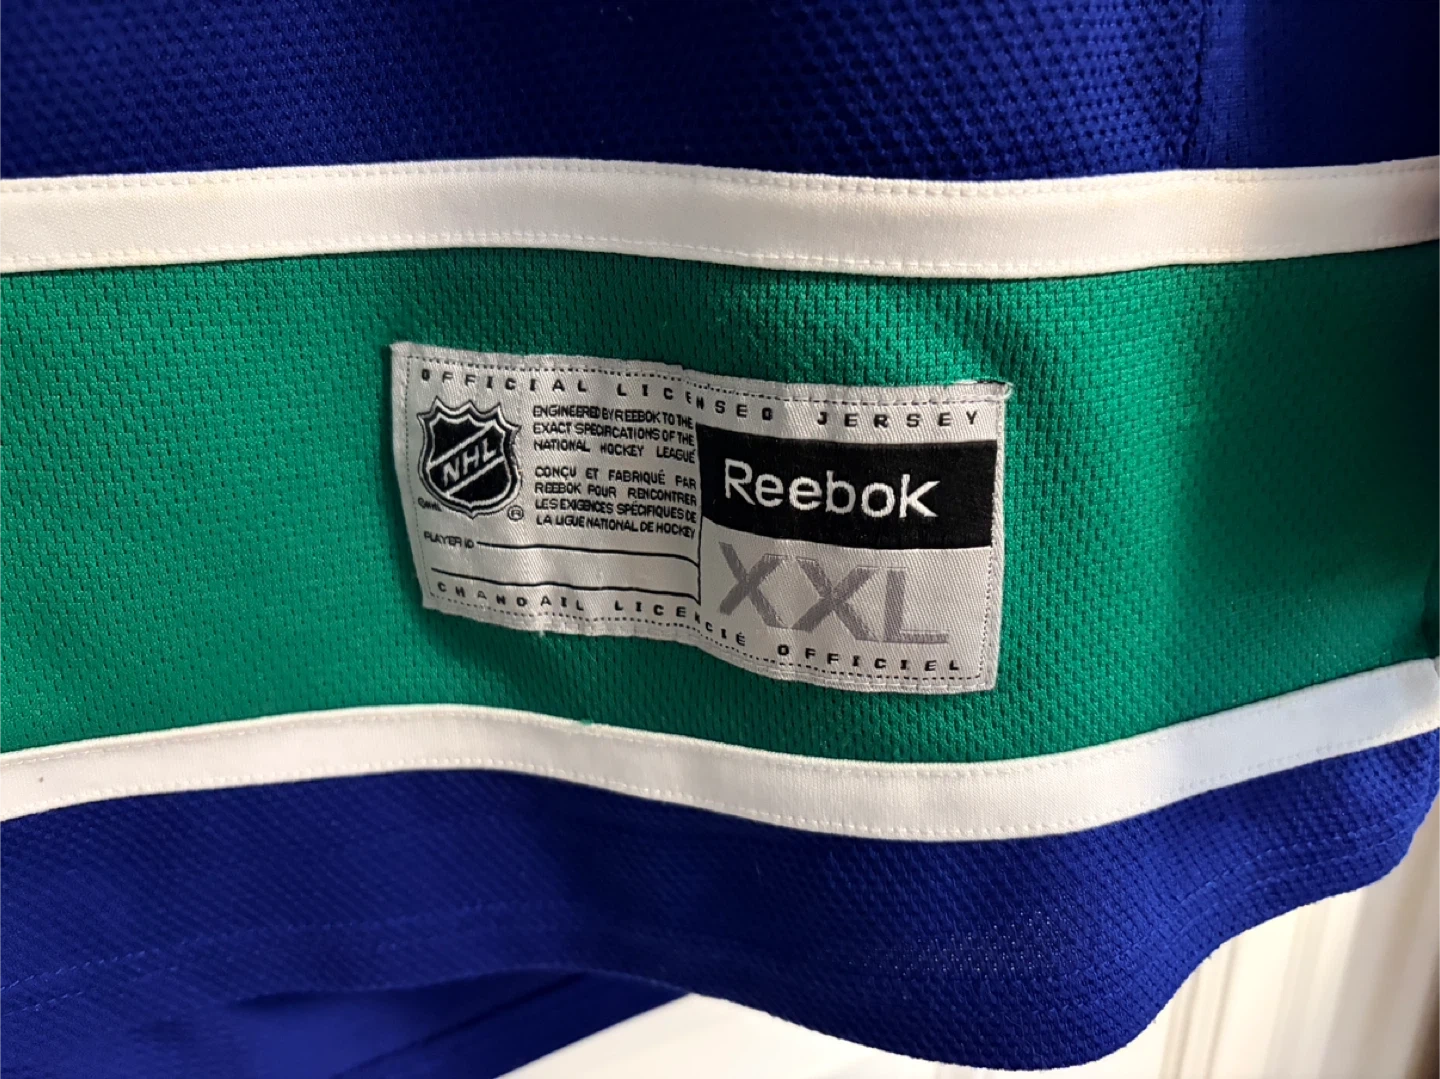 OFFICIAL LICENSED JERSEY
NHL
ENGINEERED BY REEBOK TO THE
EXACT SPECIFICATIONS OF THE
NATIONAL HOCKEY LEAGUE
CONÇU ET FABRIQUÉ PAR
REEBOK POUR RENCONTRER
LES EXIGENCES SPÉCIFIQUES DE
LA LIGUE NATIONAL DE HOCKEY
©NHL
®
PLAYER ID
Reebok
XXL
CHANDAIL LICENCIÉ OFFICIEL